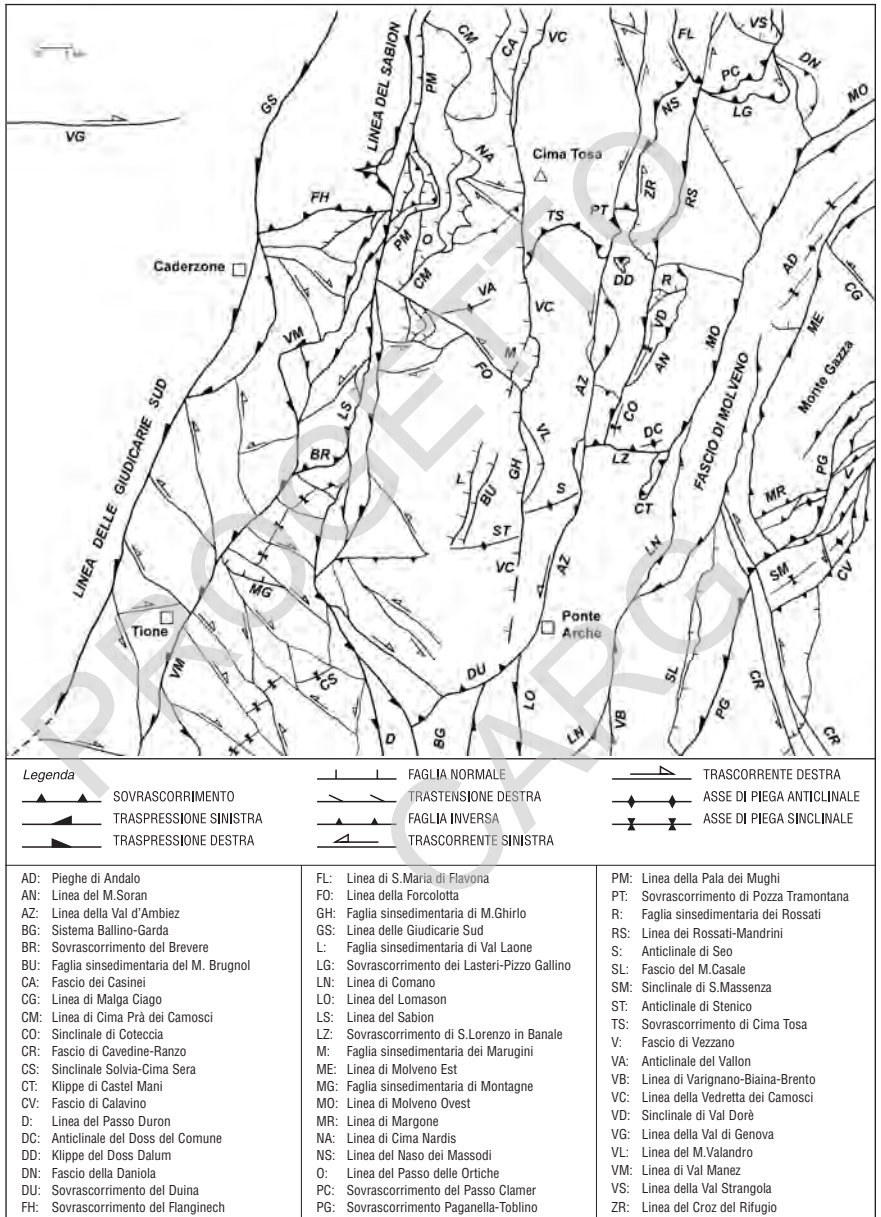 VG
GS
LINEA DEL SABION
PM
CM
CA
VC
FL
VS
PC
DN
LG
MO
NS
NA
Cima Tosa
ZR
RS
PT
FH
PM
O
TS
DD
R
AD
CG
Caderzone
CM
VA
VC
VD
ME
VM
M
FO
AN
MO
Monte Gazza
LS
AZ
CO
FASCIO DI MOLVENO
LINEA DELLE GIUDICARIE SUD
VL
DC
BR
LZ
PG
L
BU
GH
S
CT
MR
V
ST
LN
VC
AZ
SM
CV
MG
Tione
Ponte
Arche
VM
CS
DU
SL
CR
PG
D
BG
LO
LN
VB
CR
PROGETTO
CARG
Legenda
SOVRASCORRIMENTO
TRASPRESSIONE SINISTRA
TRASPRESSIONE DESTRA
FAGLIA NORMALE
TRASTENSIONE DESTRA
FAGLIA INVERSA
TRASCORRENTE SINISTRA
TRASCORRENTE DESTRA
ASSE DI PIEGA ANTICLINALE
ASSE DI PIEGA SINCLINALE
AD: Pieghe di Andalo
AN: Linea del M.Soran
AZ: Linea della Val d'Ambiez
BG: Sistema Ballino-Garda
BR: Sovrascorrimento del Brevere
BU: Faglia sinsedimentaria del M. Brugnol
CA: Fascio dei Casinei
CG: Linea di Malga Ciago
CM: Linea di Cima Prà dei Camosci
CO: Sinclinale di Coteccia
CR: Fascio di Cavedine-Ranzo
CS: Sinclinale Solvia-Cima Sera
CT: Klippe di Castel Mani
CV: Fascio di Calavino
D: Linea del Passo Duron
DC: Anticlinale del Doss del Comune
DD: Klippe del Doss Dalum
DN: Fascio della Daniola
DU: Sovrascorrimento del Duina
FH: Sovrascorrimento del Flanginech
FL: Linea di S.Maria di Flavona
FO: Linea della Forcolotta
GH: Faglia sinsedimentaria di M.Ghirlo
GS: Linea delle Giudicarie Sud
L: Faglia sinsedimentaria di Val Laone
LG: Sovrascorrimento dei Lasteri-Pizzo Gallino
LN: Linea di Comano
LO: Linea del Lomason
LS: Linea del Sabion
LZ: Sovrascorrimento di S.Lorenzo in Banale
M: Faglia sinsedimentaria dei Marugini
ME: Linea di Molveno Est
MG: Faglia sinsedimentaria di Montagne
MO: Linea di Molveno Ovest
MR: Linea di Margone
NA: Linea di Cima Nardis
NS: Linea del Naso dei Massodi
O: Linea del Passo delle Ortiche
PC: Sovrascorrimento del Passo Clamer
PG: Sovrascorrimento Paganella-Toblino
PM: Linea della Pala dei Mughi
PT: Sovrascorrimento di Pozza Tramontana
R: Faglia sinsedimentaria dei Rossati
RS: Linea dei Rossati-Mandrini
S: Anticlinale di Seo
SL: Fascio del M.Casale
SM: Sinclinale di S.Massenza
ST: Anticlinale di Stenico
TS: Sovrascorrimento di Cima Tosa
V: Fascio di Vezzano
VA: Anticlinale del Vallon
VB: Linea di Varignano-Biaina-Brento
VC: Linea della Vedretta dei Camosci
VD: Sinclinale di Val Dorè
VG: Linea della Val di Genova
VL: Linea del M.Valandro
VM: Linea di Val Manez
VS: Linea della Val Strangola
ZR: Linea del Croz del Rifugio